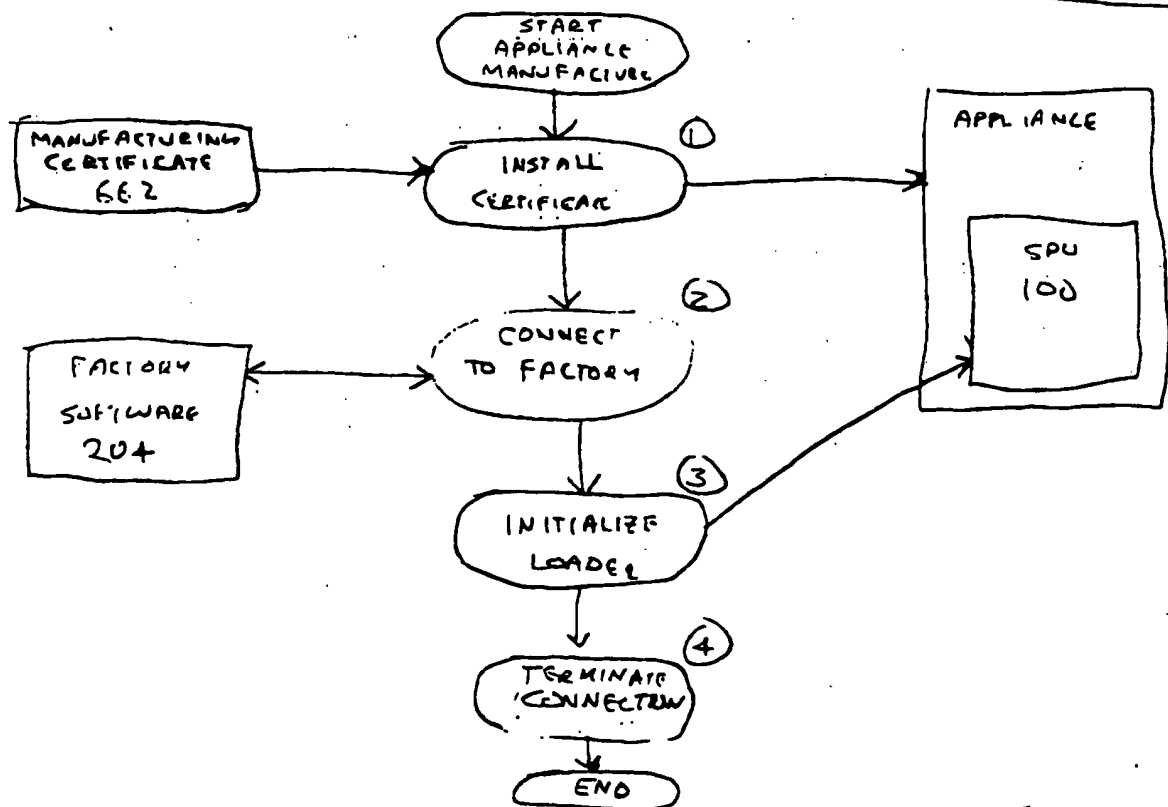 START
APPLIANCE
MANUFACTURE
MANUFACTURING
CERTIFICATE
662
①
INSTALL
CERTIFICATE
APPLIANCE
SPU
100
②
CONNECT
TO FACTORY
FACTORY
SOFTWARE
204
③
INITIALIZE
LOADER
④
TERMINATE
CONNECTION
END